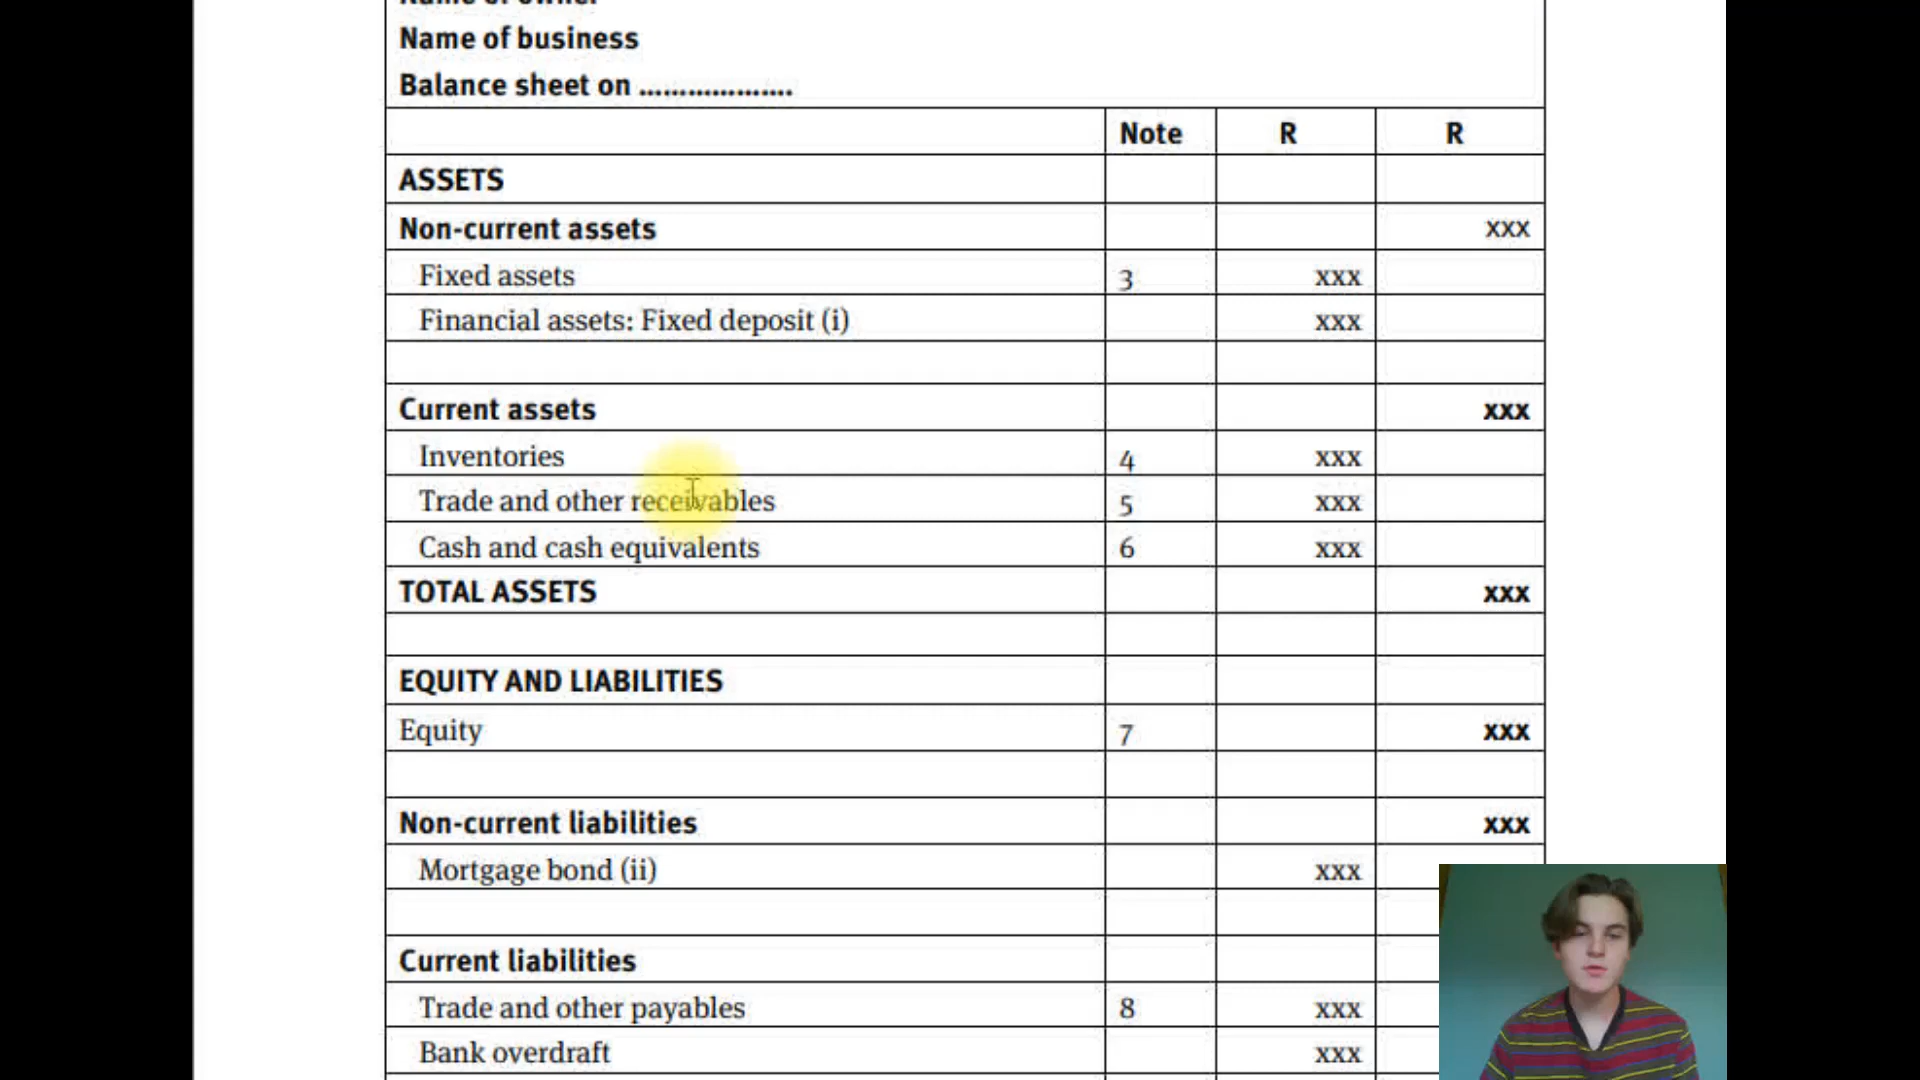 Name of owner
Name of business
Balance sheet on ...................
Note R R
ASSETS
Non-current assets xxx
Fixed assets 3 xxx
Financial assets: Fixed deposit (i) xxx
Current assets xxx
Inventories 4 xxx
Trade and other receivables 5 xxx
Cash and cash equivalents 6 xxx
TOTAL ASSETS xxx
EQUITY AND LIABILITIES
Equity 7 xxx
Non-current liabilities xxx
Mortgage bond (ii) xxx
Current liabilities
Trade and other payables 8 xxx
Bank overdraft xxx